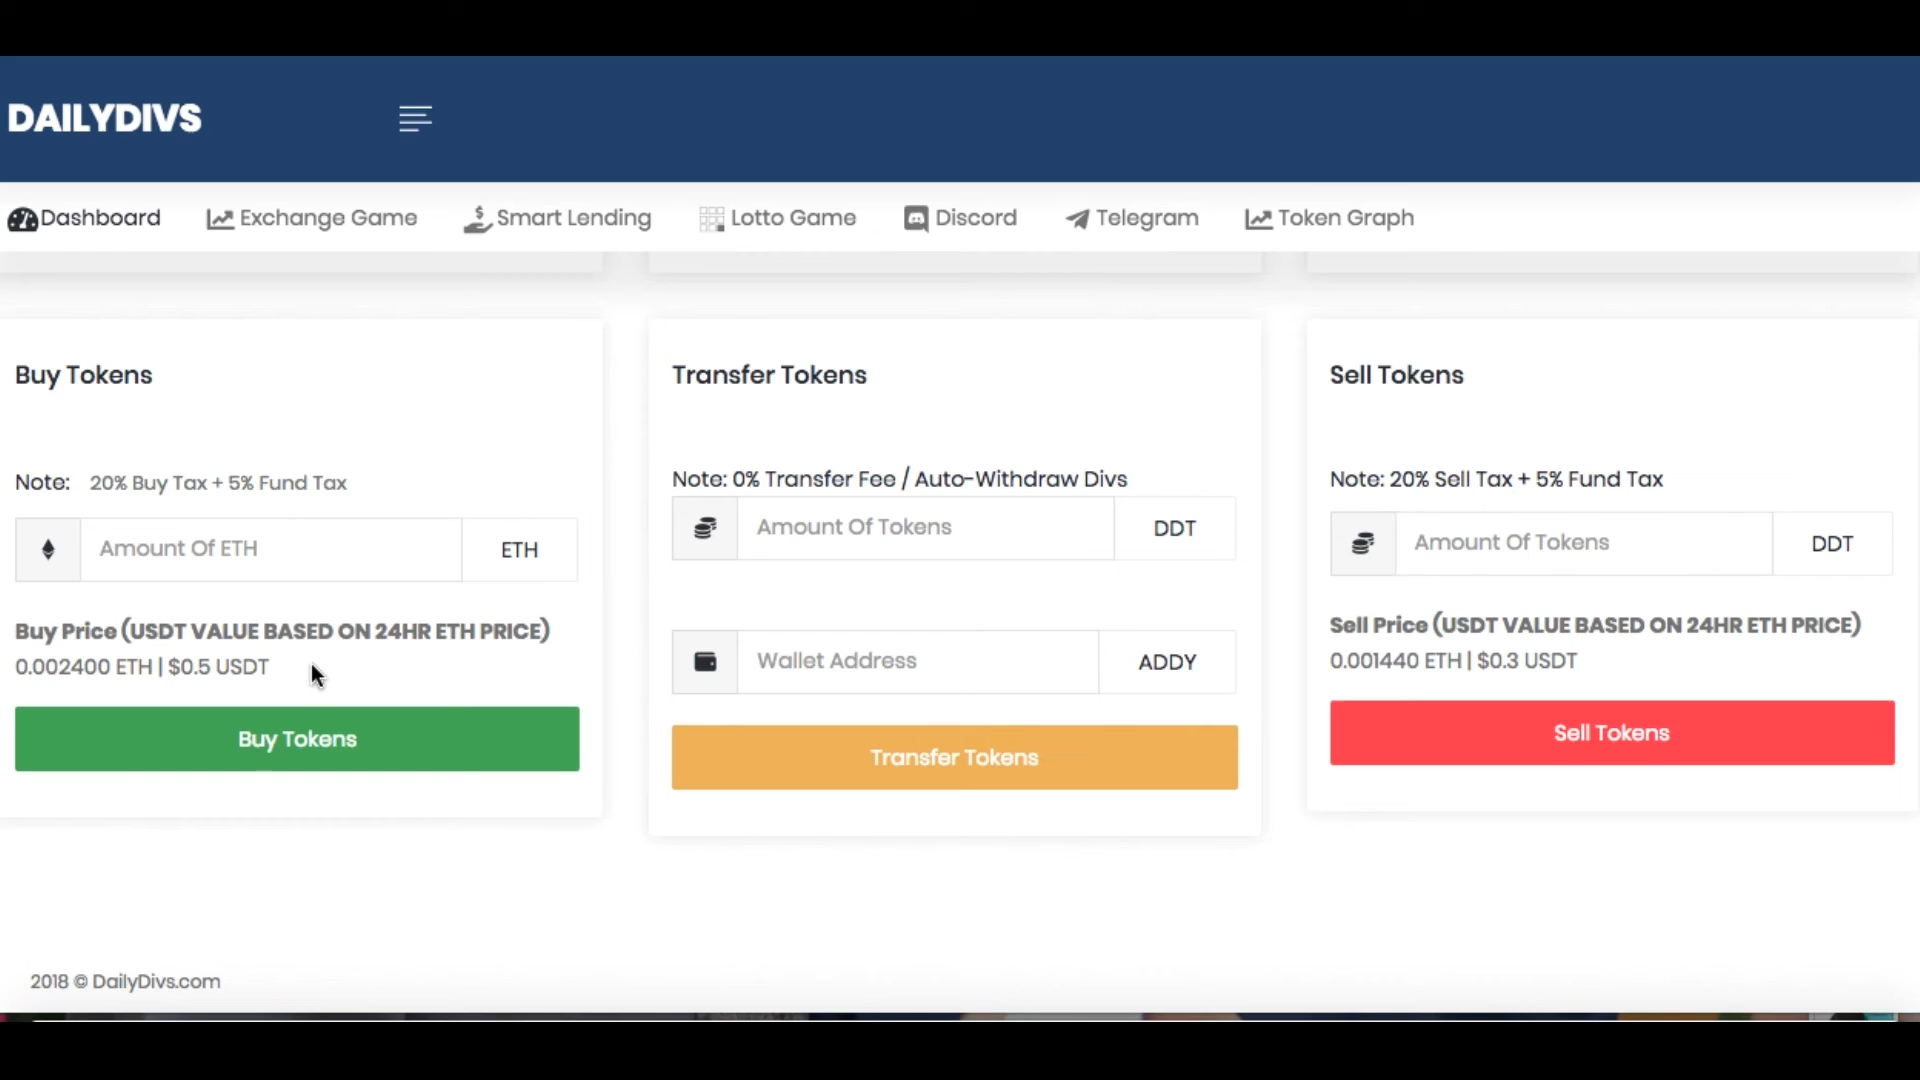 DAILYDIVS
Dashboard Exchange Game Smart Lending Lotto Game Discord Telegram Token Graph
Buy Tokens
Note: 20% Buy Tax + 5% Fund Tax
Amount Of ETH ETH
Buy Price (USDT VALUE BASED ON 24HR ETH PRICE)
0.002400 ETH | $0.5 USDT
Buy Tokens
Transfer Tokens
Note: 0% Transfer Fee / Auto-Withdraw Divs
Amount Of Tokens DDT
Wallet Address ADDY
Transfer Tokens
Sell Tokens
Note: 20% Sell Tax + 5% Fund Tax
Amount Of Tokens DDT
Sell Price (USDT VALUE BASED ON 24HR ETH PRICE)
0.001440 ETH | $0.3 USDT
Sell Tokens
2018 © DailyDivs.com